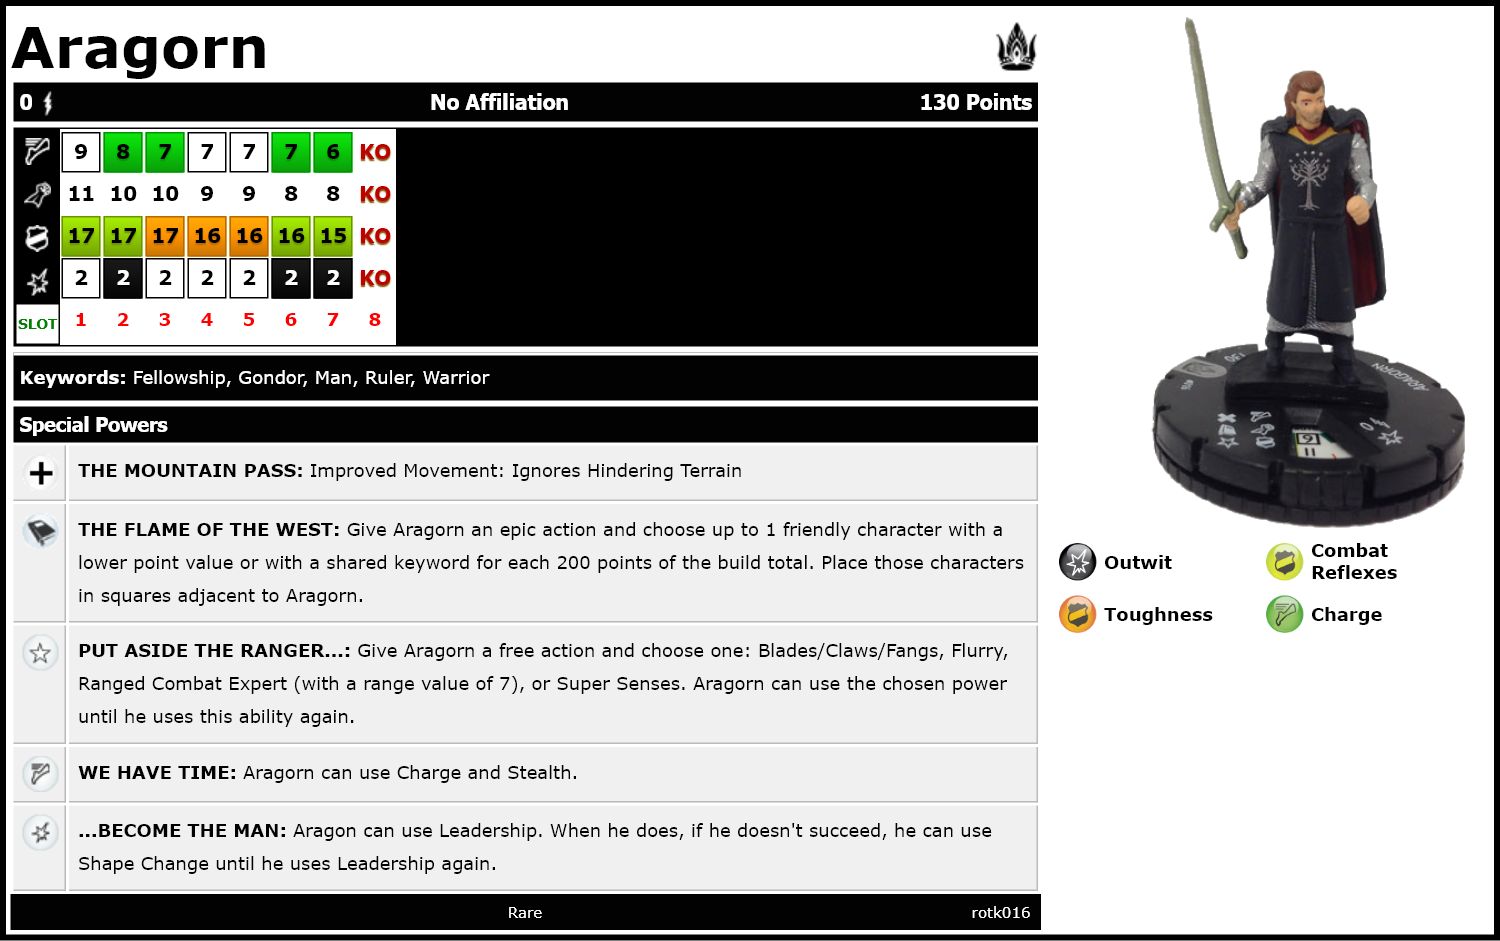 Aragorn
0 No Affiliation 130 Points
9 8 7 7 7 7 6 KO
11 10 10 9 9 8 8 KO
17 17 17 16 16 16 15 KO
2 2 2 2 2 2 2 KO
SLOT 1 2 3 4 5 6 7 8
Keywords: Fellowship, Gondor, Man, Ruler, Warrior
Special Powers
THE MOUNTAIN PASS: Improved Movement: Ignores Hindering Terrain
THE FLAME OF THE WEST: Give Aragorn an epic action and choose up to 1 friendly character with a
lower point value or with a shared keyword for each 200 points of the build total. Place those characters
in squares adjacent to Aragorn.
PUT ASIDE THE RANGER...: Give Aragorn a free action and choose one: Blades/Claws/Fangs, Flurry,
Ranged Combat Expert (with a range value of 7), or Super Senses. Aragorn can use the chosen power
until he uses this ability again.
WE HAVE TIME: Aragorn can use Charge and Stealth.
...BECOME THE MAN: Aragon can use Leadership. When he does, if he doesn't succeed, he can use
Shape Change until he uses Leadership again.
Rare rotk016
130 ARAGORN
0
9
11
Outwit
Combat
Reflexes
Toughness
Charge